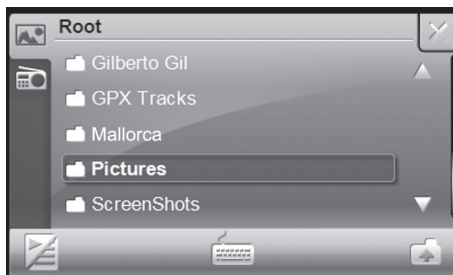 Root
Gilberto Gil
GPX Tracks
Mallorca
Pictures
ScreenShots